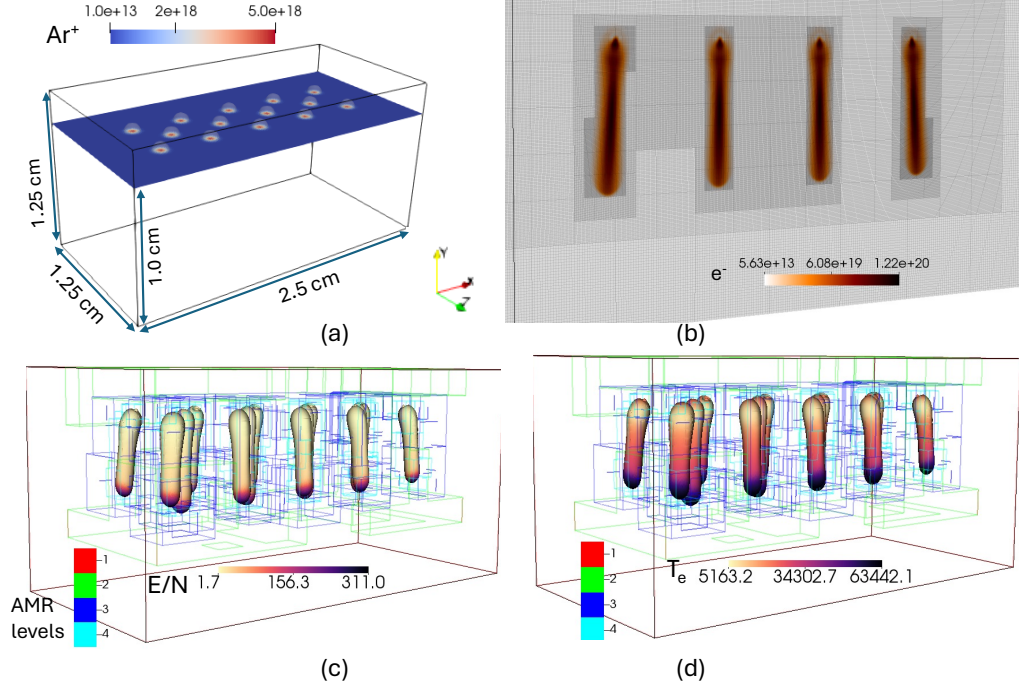 1.0e+13 2e+18 5.0e+18
Ar+
1.25 cm
1.0 cm
1.25 cm
2.5 cm
Y
X
Z
(a)
e-
5.63e+13 6.08e+19 1.22e+20
(b)
1
2
3
4
AMR
levels
E/N
1.7 156.3 311.0
(c)
1
2
3
4
Te
5163.2 34302.7 63442.1
(d)